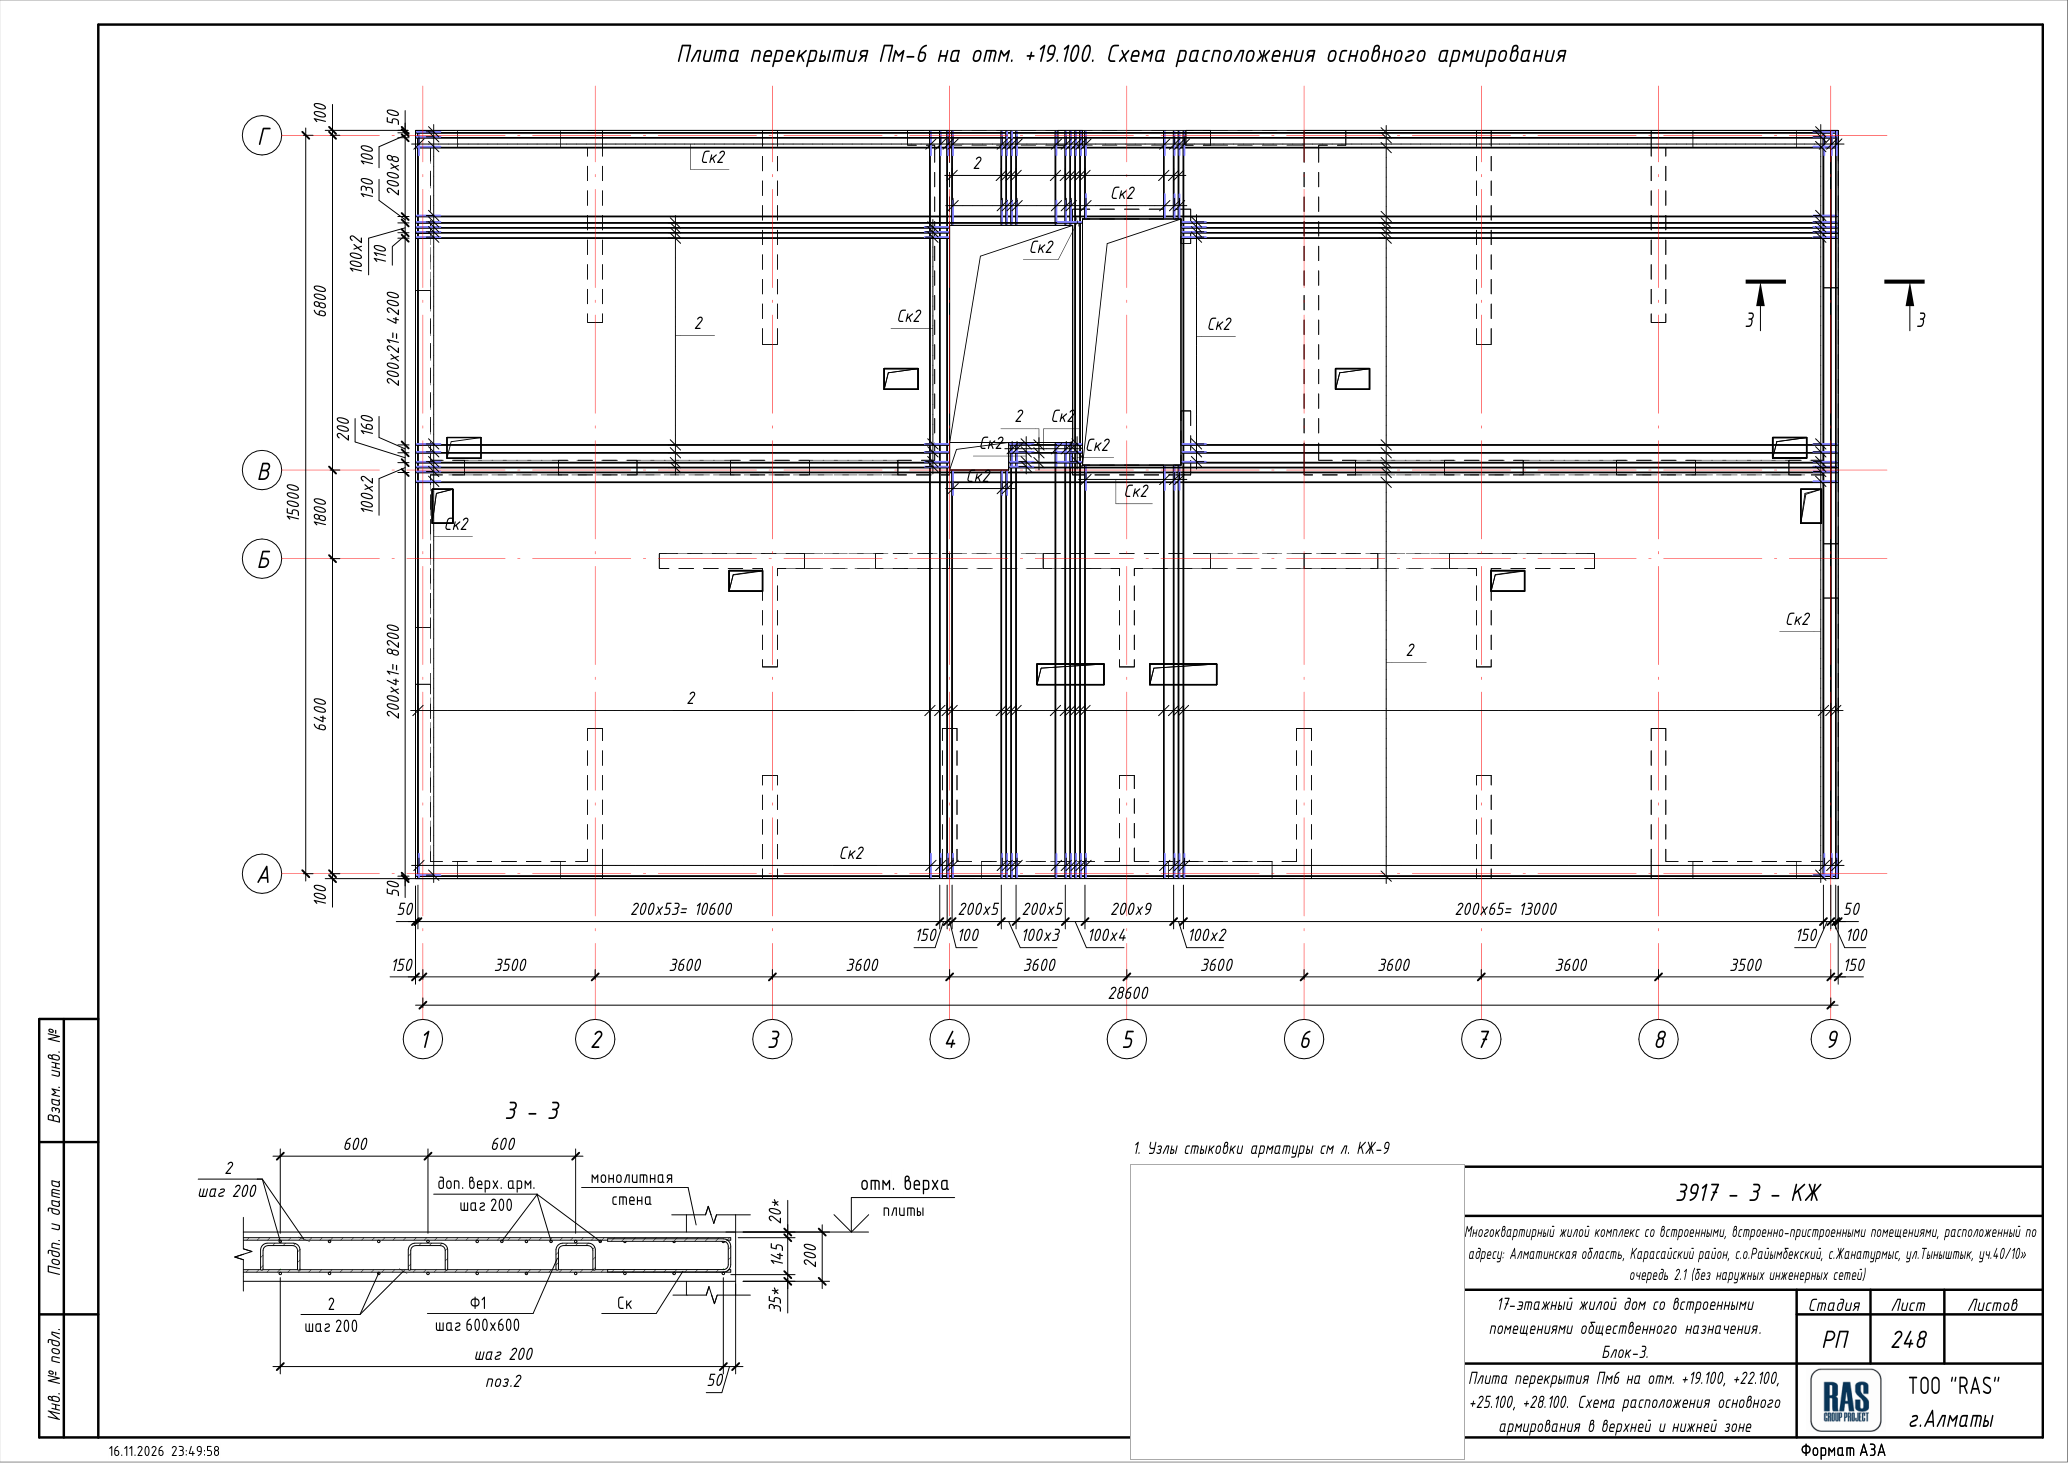 Плита перекрытия Пм-6 на отм. +19.100. Схема расположения основного армирования
100
50
Г
100
200х8
130
100х2
110
6800
200х21= 4200
200
160
В
100х2
15000
1800
Б
200х41= 8200
6400
А
100
50
Ск2
2
Ск2
Ск2
2
Ск2
Ск2
3
3
2
Ск2
Ск2
Ск2
Ск2
Ск2
Ск2
Ск2
2
2
Ск2
50
200х53= 10600
200х5
200х5
200х9
200х65= 13000
50
150
100
100х3
100х4
100х2
150
100
150
3500
3600
3600
3600
3600
3600
3600
3500
150
28600
1
2
3
4
5
6
7
8
9
3 - 3
600
600
2
шаг 200
доп. верх. арм.
шаг 200
монолитная
стена
отм. верха
плиты
20*
145
200
35*
2
шаг 200
Ф1
шаг 600х600
Ск
шаг 200
поз.2
50
1. Узлы стыковки арматуры см л. КЖ-9
3917 - 3 - КЖ
Многоквартирный жилой комплекс со встроенными, встроенно-пристроенными помещениями, расположенный по
адресу: Алматинская область, Карасайский район, с.о.Райымбекский, с.Жанатурмыс, ул.Тыныштык, уч.40/10»
очередь 2.1 (без наружных инженерных сетей)
17-этажный жилой дом со встроенными
помещениями общественного назначения.
Блок-3.
Стадия
Лист
Листов
РП
248
Плита перекрытия Пм6 на отм. +19.100, +22.100,
+25.100, +28.100. Схема расположения основного
армирования в верхней и нижней зоне
RAS
GROUP PROJECT
ТОО "RAS"
г.Алматы
Взам. инв. №
Подп. и дата
Инв. № подл.
16.11.2026 23:49:58
Формат А3А